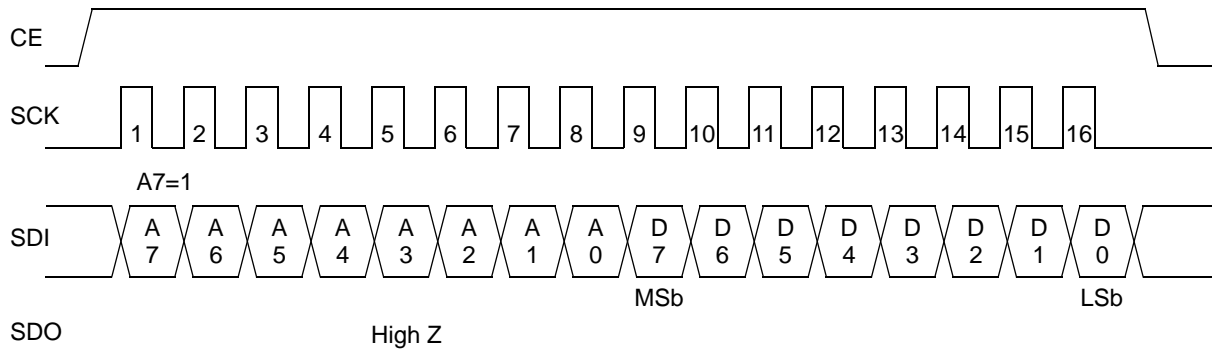 CE
SCK
1 2 3 4 5 6 7 8 9 10 11 12 13 14 15 16
A7=1
SDI
A A A A A A A A D D D D D D D D
7 6 5 4 3 2 1 0 7 6 5 4 3 2 1 0
MSb LSb
SDO High Z